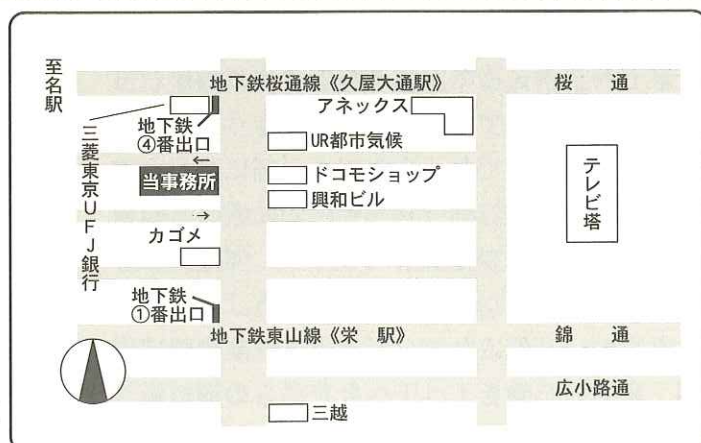 至名駅
地下鉄桜通線《久屋大通駅》
桜　通
アネックス
地下鉄
④番出口
三菱東京UFJ銀行
UR都市気候
←
当事務所
ドコモショップ
興和ビル
テレビ塔
→
カゴメ
地下鉄
①番出口
地下鉄東山線《栄　駅》
錦　通
広小路通
三越